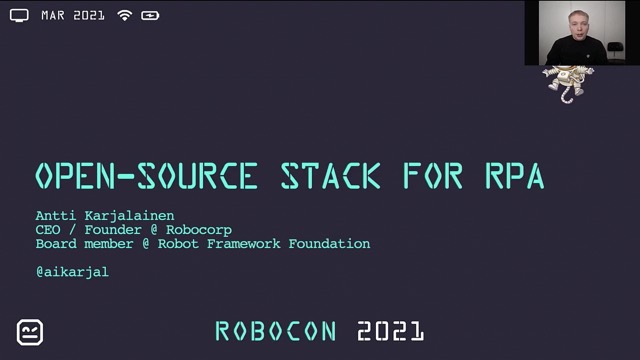 MAR 2021
OPEN-SOURCE STACK FOR RPA
Antti Karjalainen
CEO / Founder @ Robocorp
Board member @ Robot Framework Foundation
@aikarjal
ROBOCON 2021